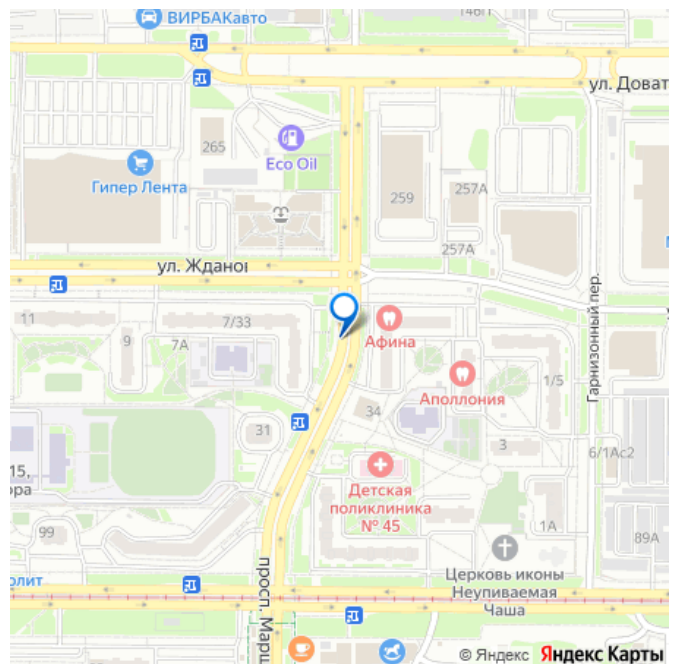 146П
ВИРБАКавто
ул. Доват
265
Eco Oil
Гипер Лента
259
257А
257А
ул. Ждано
Гарнизонный пер.
11
7/33
9
7А
Афина
Аполлония
1/5
34
31
3
6/1Ас2
15,
ора
Детская
поликлиника
№ 45
99
1А
89А
Церковь иконы
Неупиваемая
Чаша
олит
просп. Марш
© Яндекс Яндекс Карты